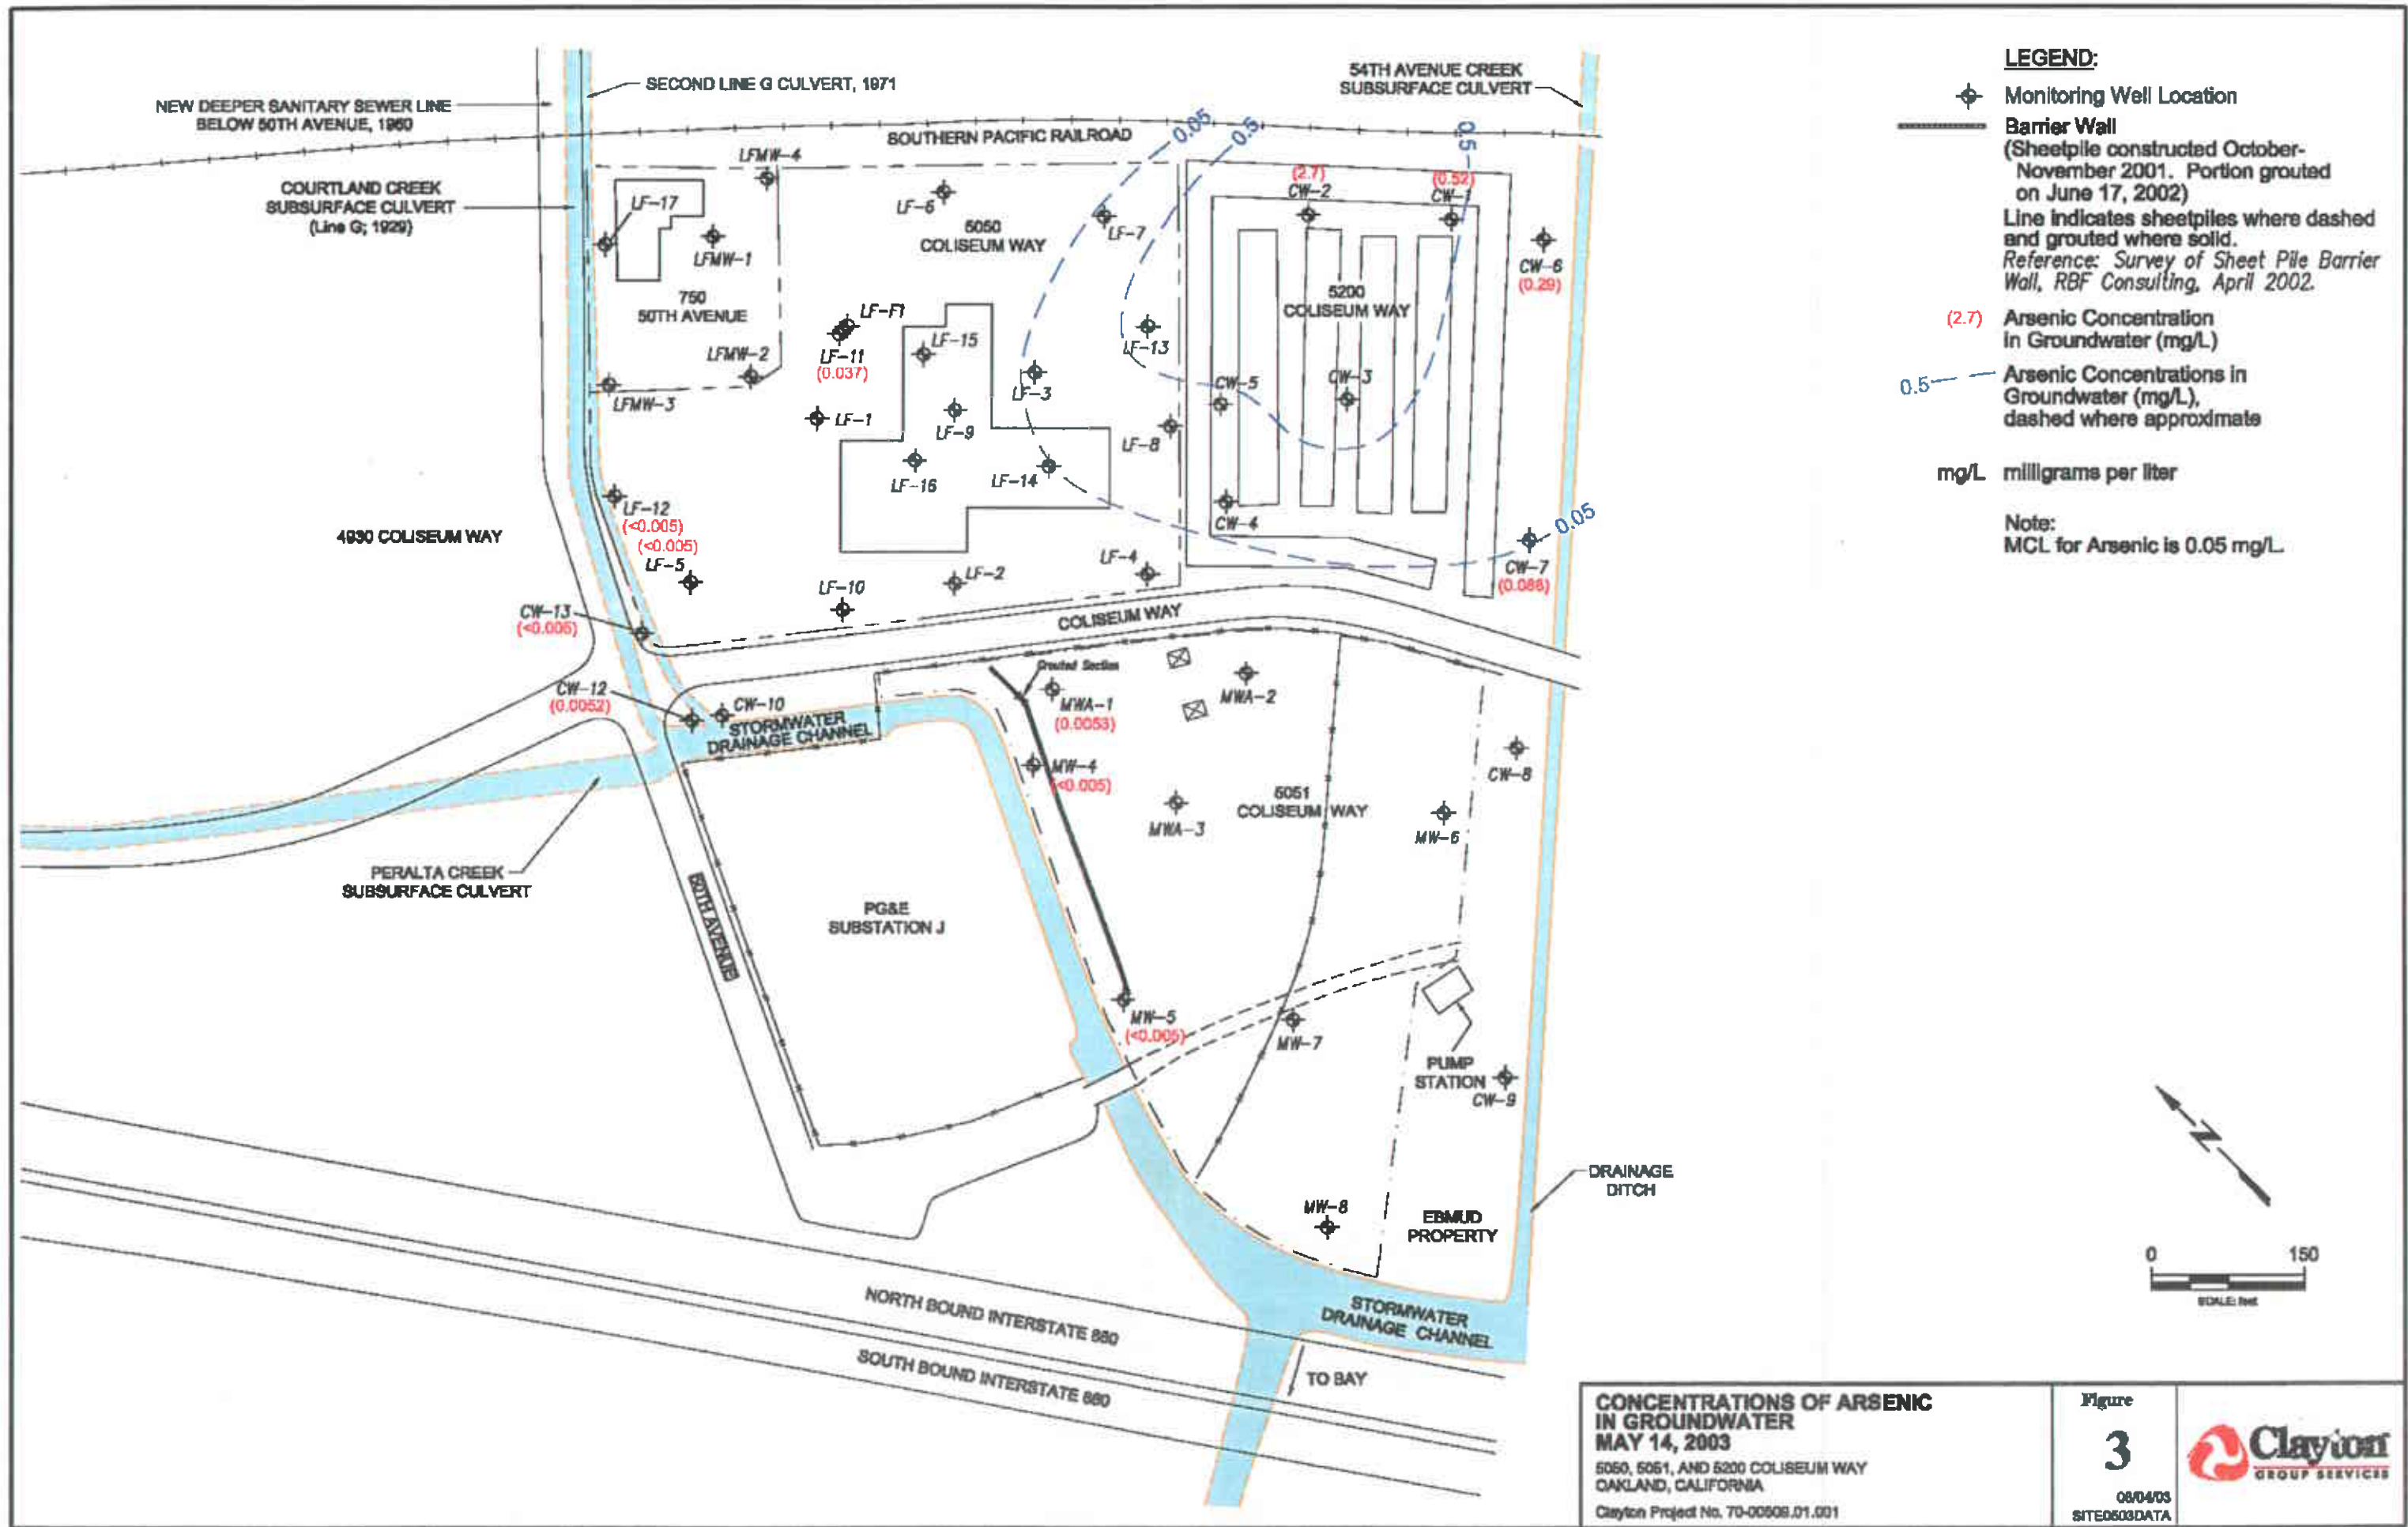 SECOND LINE G CULVERT, 1971
NEW DEEPER SANITARY SEWER LINE
BELOW 50TH AVENUE, 1960
54TH AVENUE CREEK
SUBSURFACE CULVERT
SOUTHERN PACIFIC RAILROAD
0.05
0.5
0.5
COURTLAND CREEK
SUBSURFACE CULVERT
(Line G; 1929)
LFMW-4
LF-17
LFMW-1
750
50TH AVENUE
LFMW-2
LFMW-3
LF-6
5050
COLISEUM WAY
LF-7
(2.7)
CW-2
(0.52)
CW-1
CW-6
(0.29)
5200
COLISEUM WAY
LF-F1
LF-11
(0.037)
LF-15
LF-13
LF-3
CW-5
CW-3
LF-1
LF-9
LF-8
LF-16
LF-14
CW-4
0.05
CW-7
(0.086)
4930 COLISEUM WAY
LF-12
(<0.005)
(<0.005)
LF-5
LF-10
LF-2
LF-4
CW-13
(<0.005)
COLISEUM WAY
CW-12
(0.0052)
CW-10
STORMWATER
DRAINAGE CHANNEL
Grouted Section
MWA-1
(0.0053)
MWA-2
MW-4
(<0.005)
MWA-3
5051
COLISEUM WAY
CW-8
MW-6
PERALTA CREEK
SUBSURFACE CULVERT
50TH AVENUE
PG&E
SUBSTATION J
MW-5
(<0.005)
MW-7
PUMP
STATION
CW-9
DRAINAGE
DITCH
MW-8
EBMUD
PROPERTY
NORTH BOUND INTERSTATE 880
SOUTH BOUND INTERSTATE 880
STORMWATER
DRAINAGE CHANNEL
TO BAY
LEGEND:
Monitoring Well Location
Barrier Wall
(Sheetpile constructed October-
November 2001. Portion grouted
on June 17, 2002)
Line indicates sheetpiles where dashed
and grouted where solid.
Reference: Survey of Sheet Pile Barrier
Wall, RBF Consulting, April 2002.
(2.7) Arsenic Concentration
in Groundwater (mg/L)
0.5 Arsenic Concentrations in
Groundwater (mg/L),
dashed where approximate
mg/L milligrams per liter
Note:
MCL for Arsenic is 0.05 mg/L.
Z
0 150
SCALE: feet
CONCENTRATIONS OF ARSENIC
IN GROUNDWATER
MAY 14, 2003
5050, 5051, AND 5200 COLISEUM WAY
OAKLAND, CALIFORNIA
Clayton Project No. 70-00509.01.001
Figure
3
06/04/03
SITE0503DATA
Clayton
GROUP SERVICES